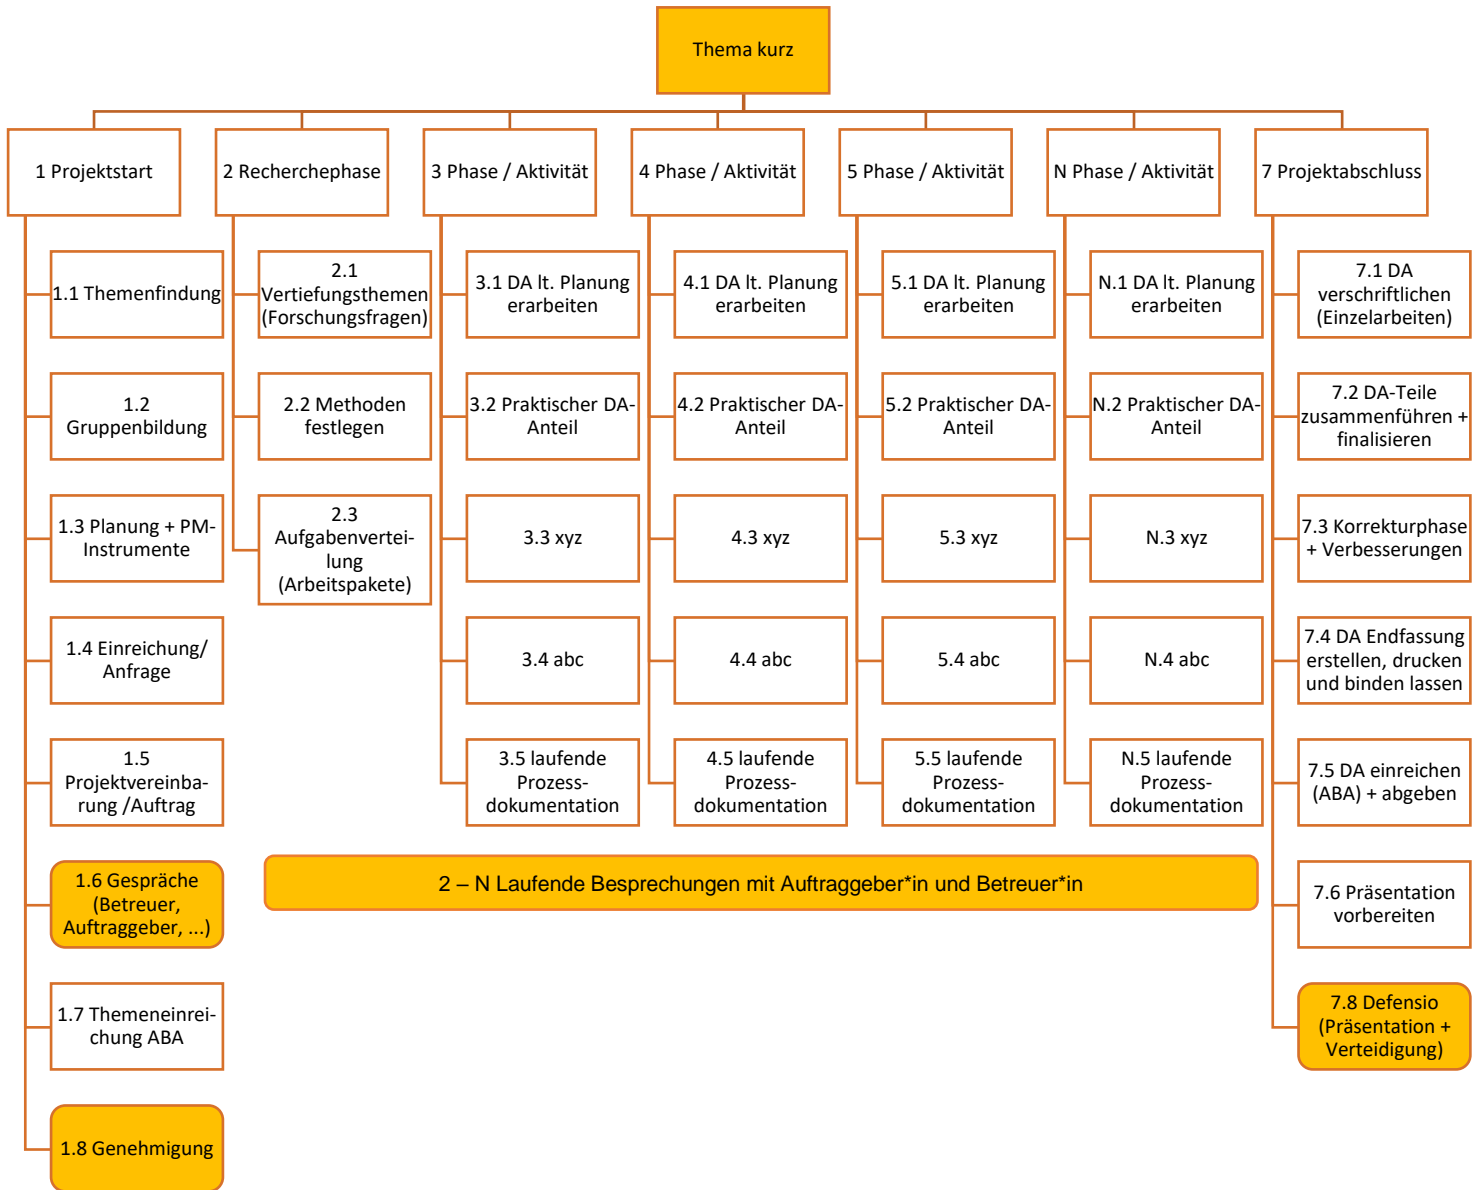 Thema kurz
1 Projektstart
2 Recherchephase
3 Phase / Aktivität
4 Phase / Aktivität
5 Phase / Aktivität
N Phase / Aktivität
7 Projektabschluss
1.1 Themenfindung
1.2
Gruppenbildung
1.3 Planung + PM-
Instrumente
1.4 Einreichung/
Anfrage
1.5
Projektvereinba-
rung /Auftrag
1.6 Gespräche
(Betreuer,
Auftraggeber, ...)
1.7 Themeneinrei-
chung ABA
1.8 Genehmigung
2.1
Vertiefungsthemen
(Forschungsfragen)
2.2 Methoden
festlegen
2.3
Aufgabenvertei-
lung
(Arbeitspakete)
3.1 DA lt. Planung
erarbeiten
3.2 Praktischer DA-
Anteil
3.3 xyz
3.4 abc
3.5 laufende
Prozess-
dokumentation
4.1 DA lt. Planung
erarbeiten
4.2 Praktischer DA-
Anteil
4.3 xyz
4.4 abc
4.5 laufende
Prozess-
dokumentation
5.1 DA lt. Planung
erarbeiten
5.2 Praktischer DA-
Anteil
5.3 xyz
5.4 abc
5.5 laufende
Prozess-
dokumentation
N.1 DA lt. Planung
erarbeiten
N.2 Praktischer DA-
Anteil
N.3 xyz
N.4 abc
N.5 laufende
Prozess-
dokumentation
2 – N Laufende Besprechungen mit Auftraggeber*in und Betreuer*in
7.1 DA
verschriftlichen
(Einzelarbeiten)
7.2 DA-Teile
zusammenführen +
finalisieren
7.3 Korrekturphase
+ Verbesserungen
7.4 DA Endfassung
erstellen, drucken
und binden lassen
7.5 DA einreichen
(ABA) + abgeben
7.6 Präsentation
vorbereiten
7.8 Defensio
(Präsentation +
Verteidigung)